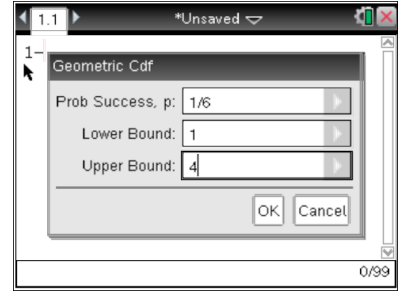 1.1 *Unsaved
1-
Geometric Cdf
Prob Success, p: 1/6
Lower Bound: 1
Upper Bound: 4
OK Cancel
0/99